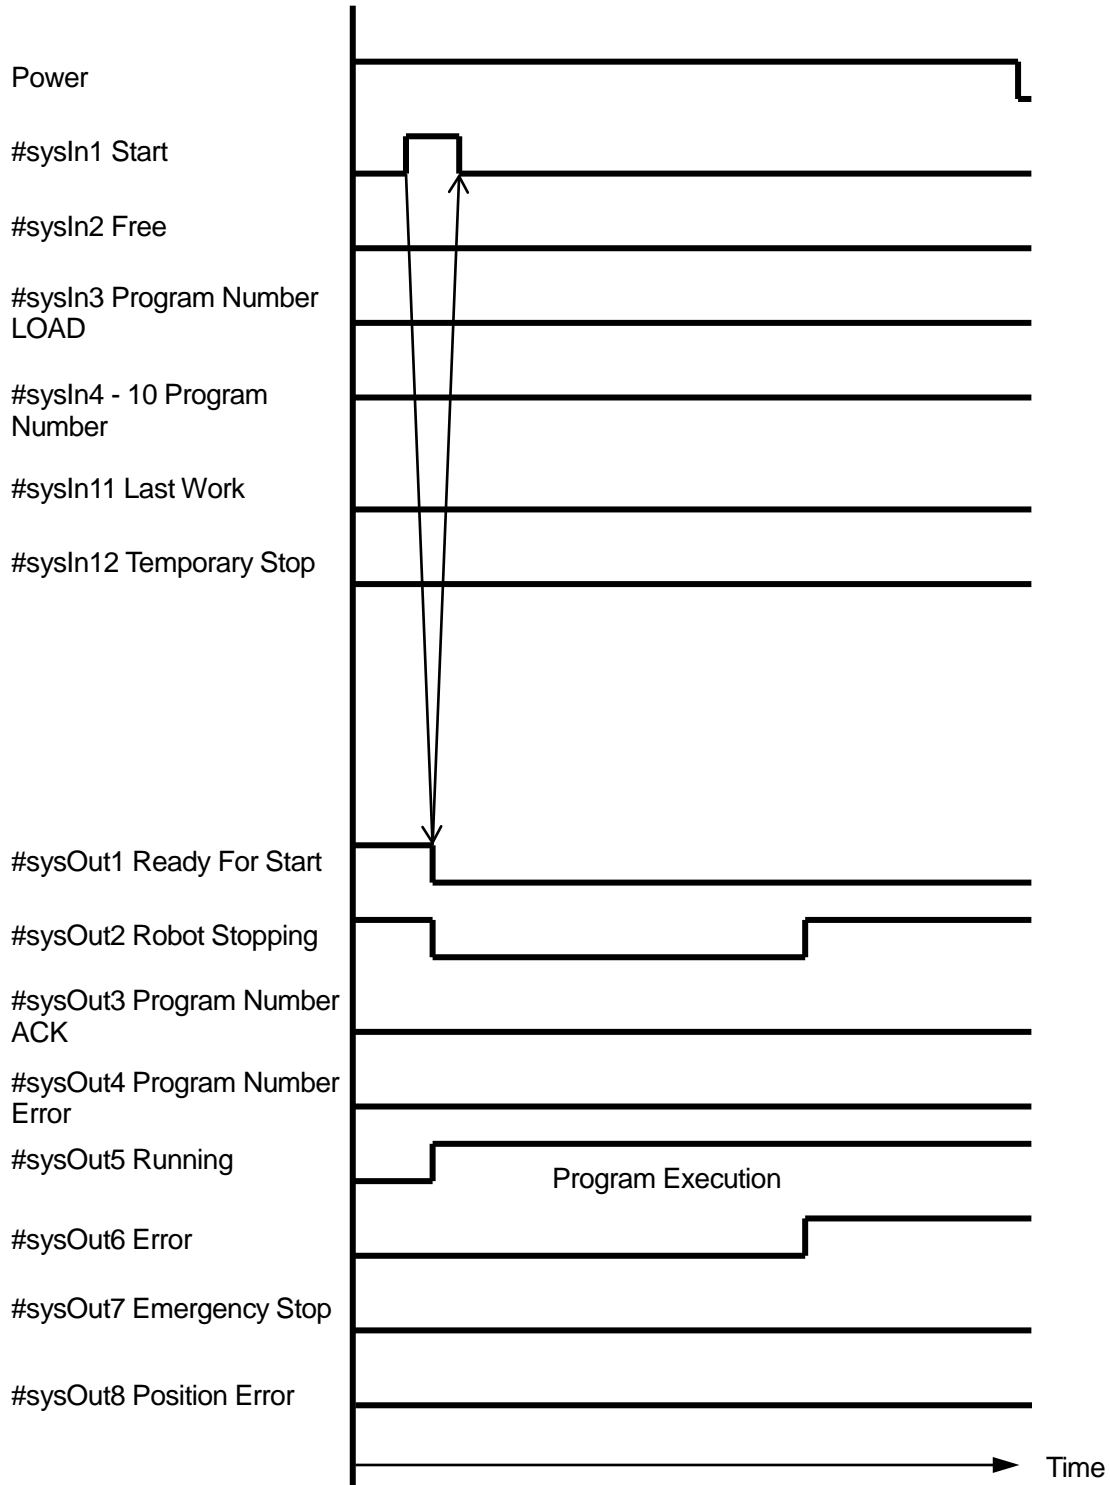 Power
#sysIn1 Start
#sysIn2 Free
#sysIn3 Program Number
LOAD
#sysIn4 - 10 Program
Number
#sysIn11 Last Work
#sysIn12 Temporary Stop
#sysOut1 Ready For Start
#sysOut2 Robot Stopping
#sysOut3 Program Number
ACK
#sysOut4 Program Number
Error
#sysOut5 Running
Program Execution
#sysOut6 Error
#sysOut7 Emergency Stop
#sysOut8 Position Error
Time